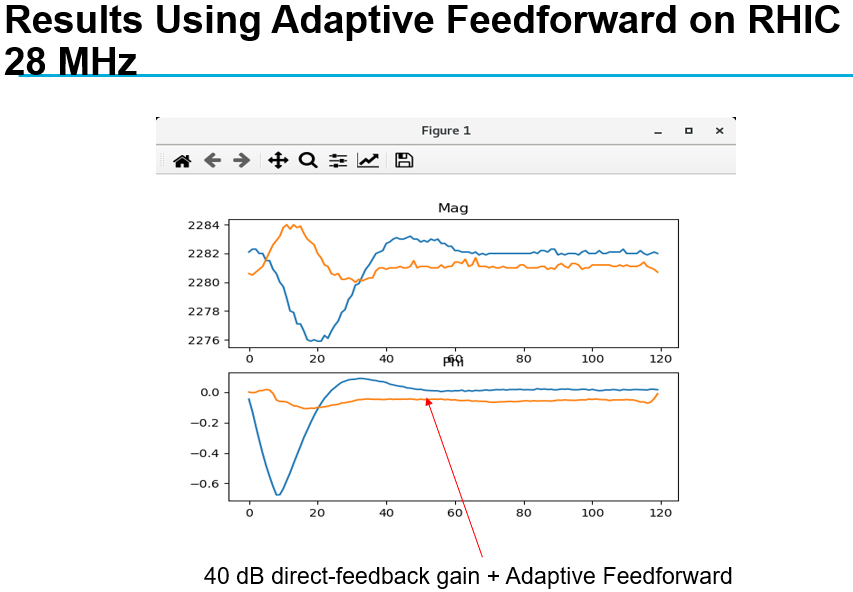 Results Using Adaptive Feedforward on RHIC
28 MHz
Figure 1
Mag
2284
2282
2280
2278
2276
0 20 40 60 80 100 120
Phi
0.0
−0.2
−0.4
−0.6
0 20 40 60 80 100 120
40 dB direct-feedback gain + Adaptive Feedforward